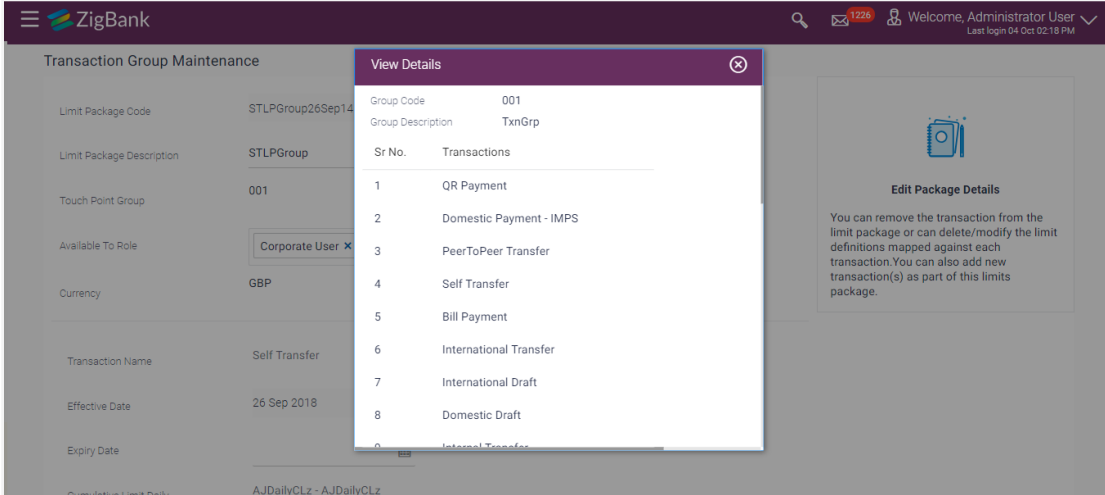 ZigBank
1226
Welcome, Administrator User
Last login 04 Oct 02:18 PM
Transaction Group Maintenance
Limit Package Code STLPGroup26Sep14
Limit Package Description STLPGroup
Touch Point Group 001
Available To Role Corporate User ×
Currency GBP
Transaction Name Self Transfer
Effective Date 26 Sep 2018
Expiry Date
Cumulative Limit Daily AJDailyCLz - AJDailyCLz
View Details
Group Code 001
Group Description TxnGrp
Sr No. Transactions
1 QR Payment
2 Domestic Payment - IMPS
3 PeerToPeer Transfer
4 Self Transfer
5 Bill Payment
6 International Transfer
7 International Draft
8 Domestic Draft
9 Internal Transfer
Edit Package Details
You can remove the transaction from the
limit package or can delete/modify the limit
definitions mapped against each
transaction.You can also add new
transaction(s) as part of this limits
package.